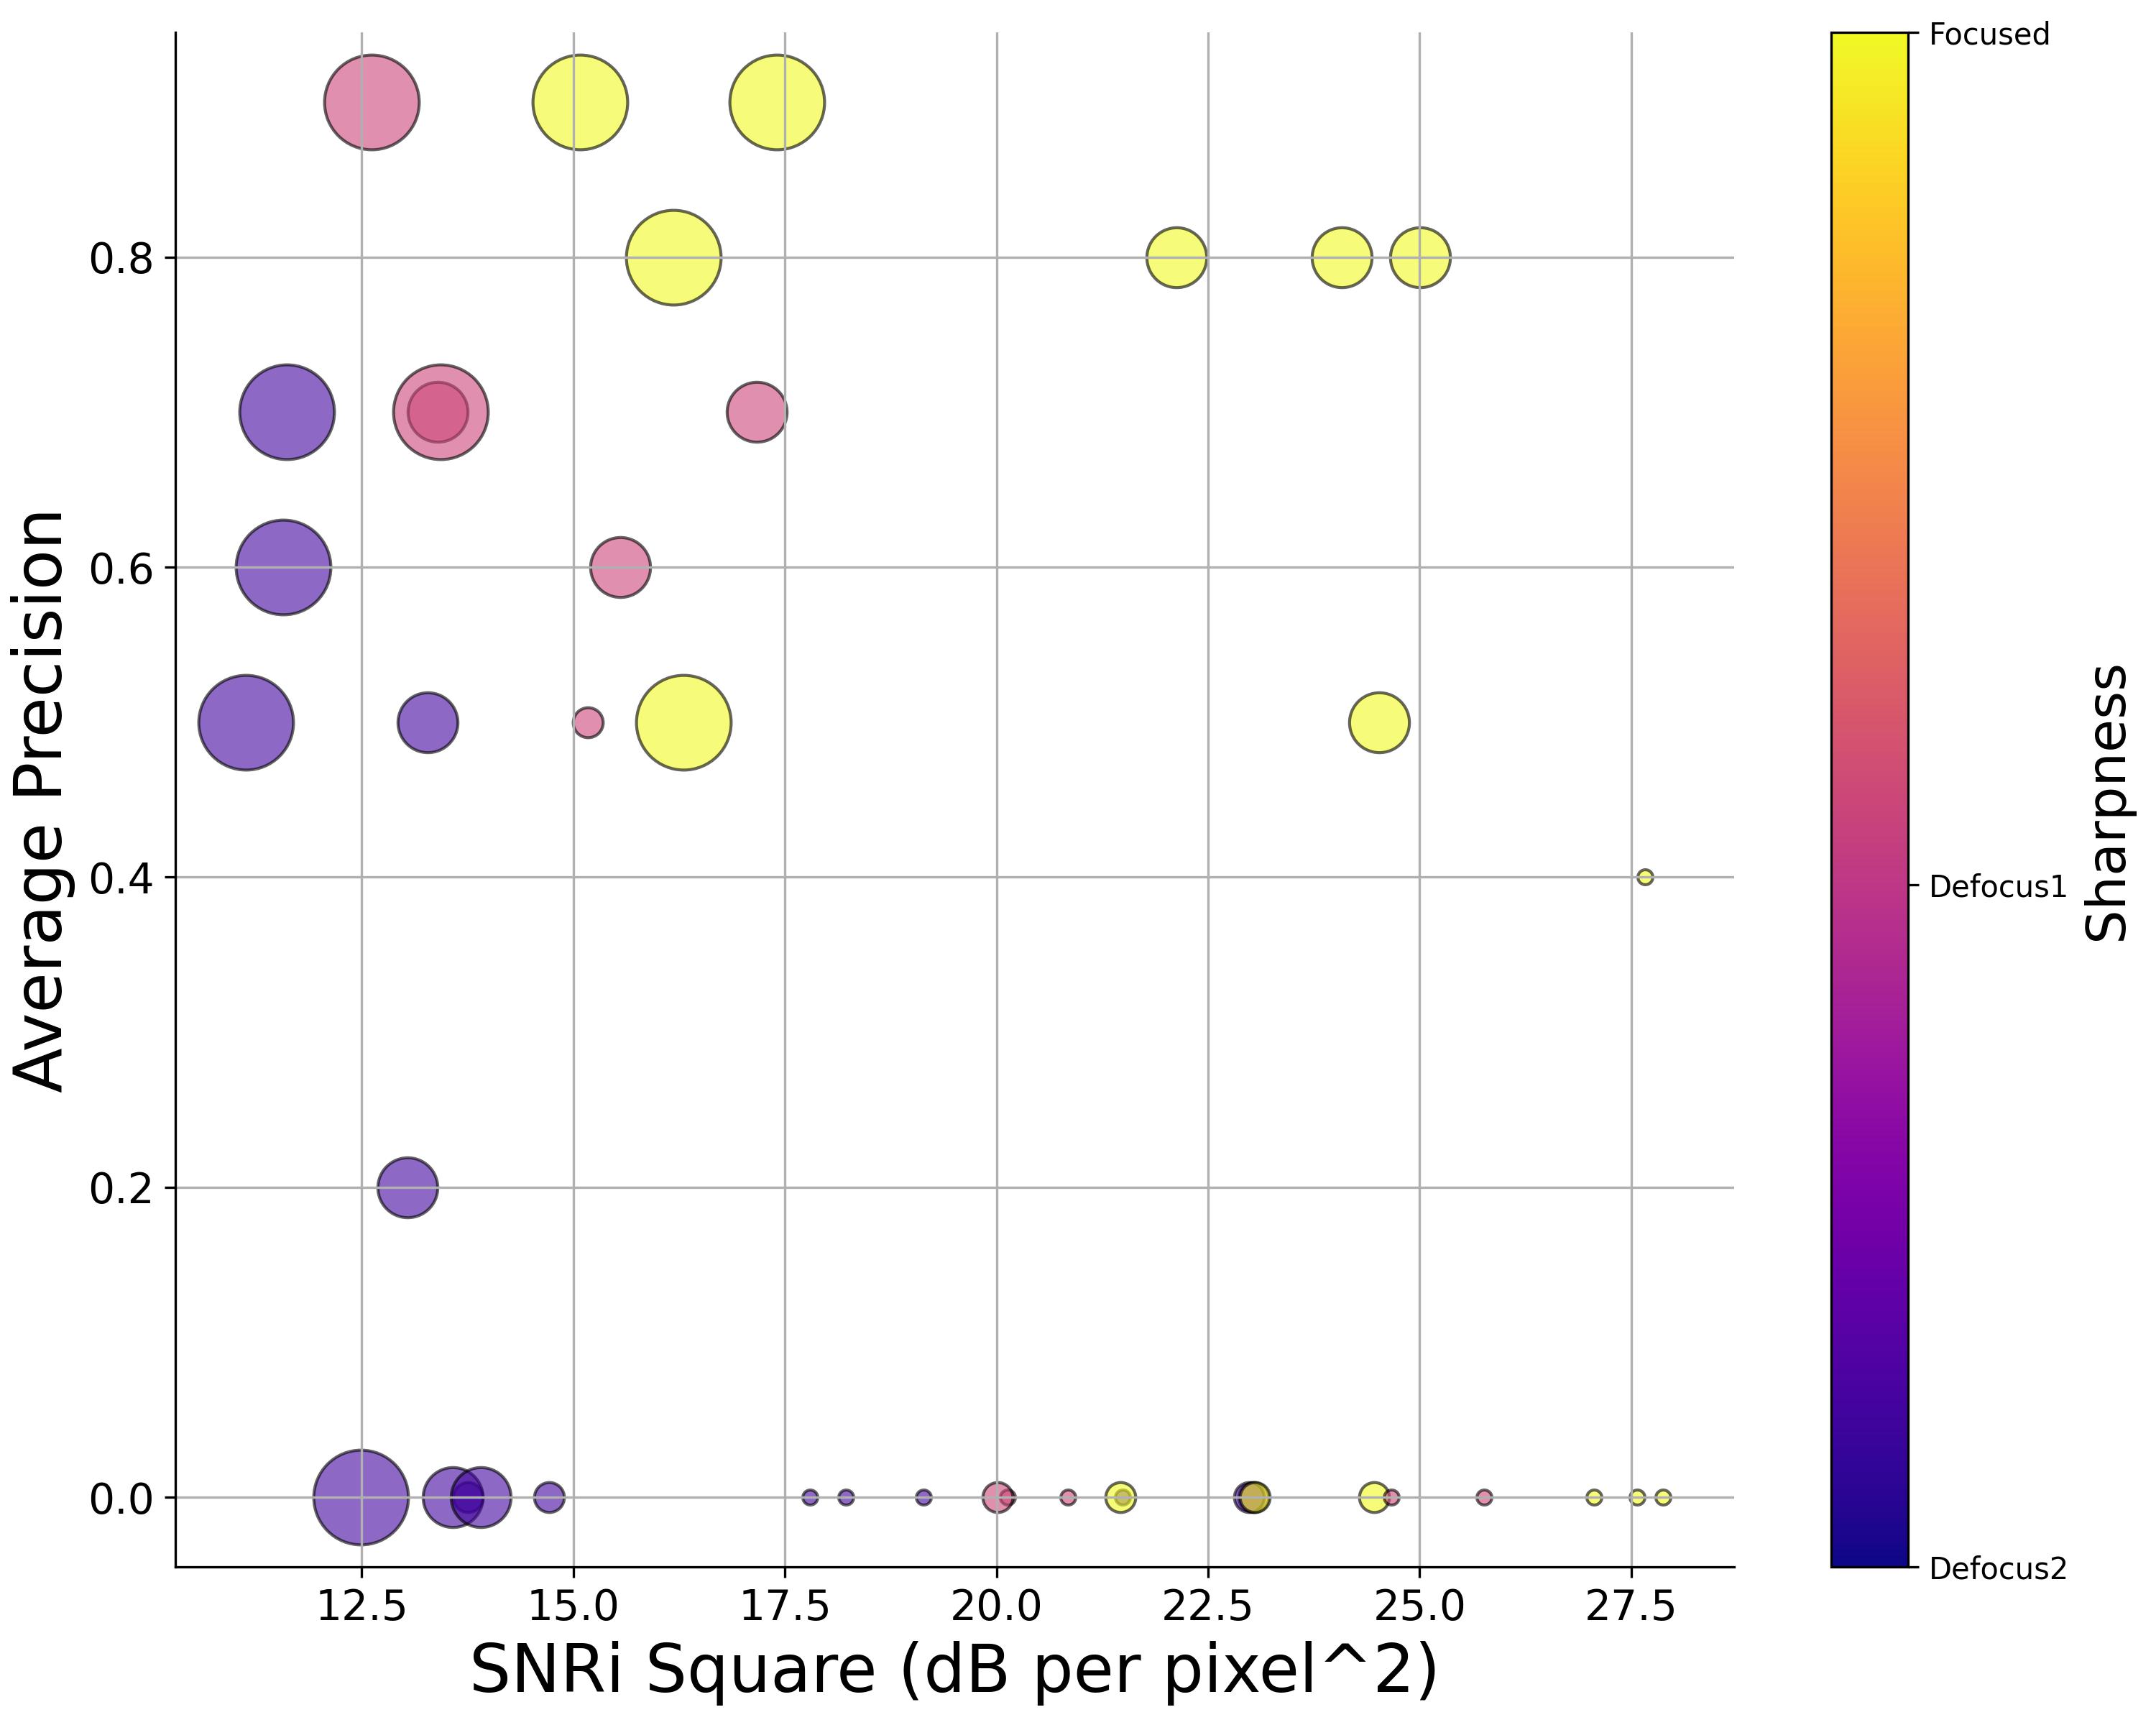 Average Precision
0.8
0.6
0.4
0.2
0.0
12.5 15.0 17.5 20.0 22.5 25.0 27.5
SNRi Square (dB per pixel^2)
Focused
Defocus1
Defocus2
Sharpness